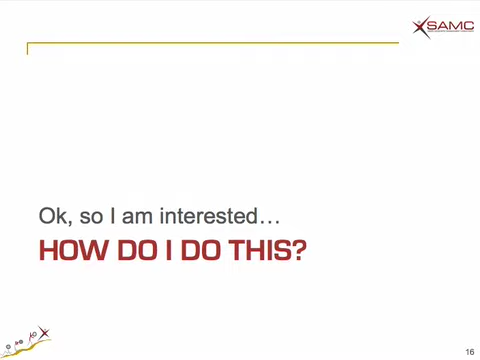 SAMC
Ok, so I am interested…
HOW DO I DO THIS?
16